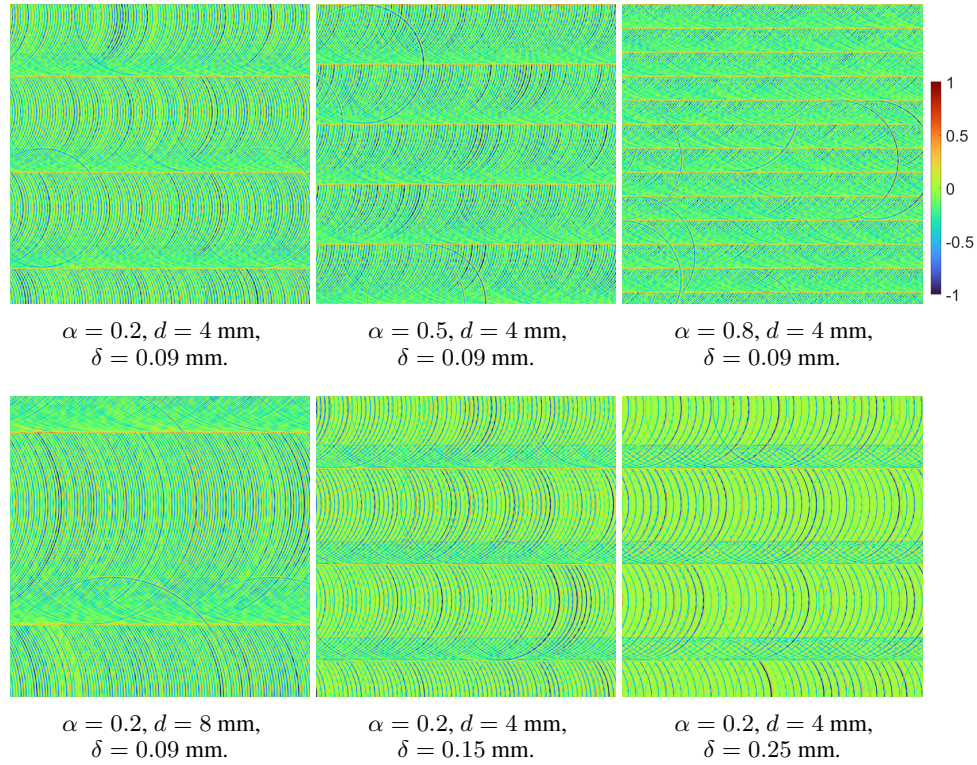 1
0.5
0
-0.5
-1
α = 0.2, d = 4 mm,
δ = 0.09 mm.
α = 0.5, d = 4 mm,
δ = 0.09 mm.
α = 0.8, d = 4 mm,
δ = 0.09 mm.
α = 0.2, d = 8 mm,
δ = 0.09 mm.
α = 0.2, d = 4 mm,
δ = 0.15 mm.
α = 0.2, d = 4 mm,
δ = 0.25 mm.